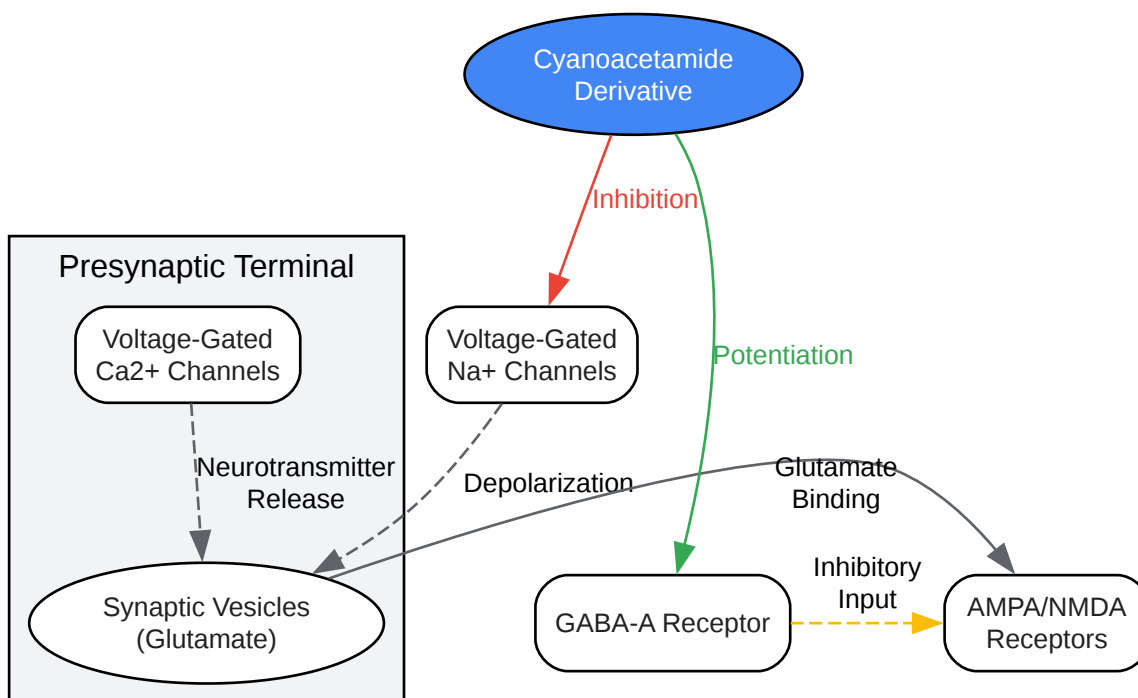 Cyanoacetamide
Derivative
Inhibition
Presynaptic Terminal
Voltage-Gated
Ca2+ Channels
Voltage-Gated
Na+ Channels
Potentiation
Neurotransmitter
Release
Depolarization
Glutamate
Binding
Synaptic Vesicles
(Glutamate)
GABA-A Receptor
Inhibitory
Input
AMPA/NMDA
Receptors